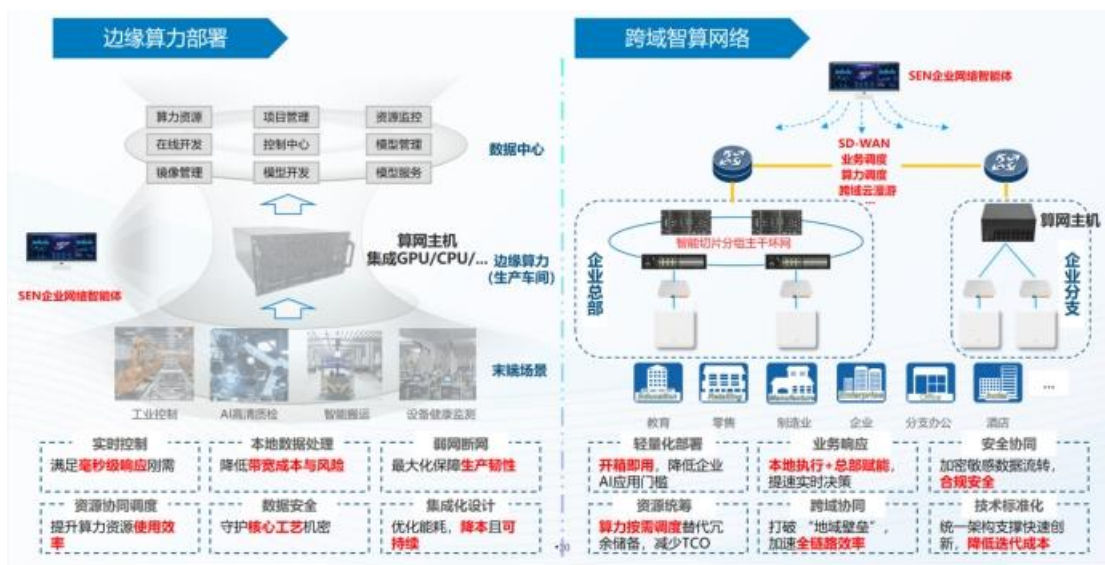 边缘算力部署
算力资源
项目管理
资源监控
在线开发
控制中心
模型管理
镜像管理
模型开发
模型服务
数据中心
算网主机
集成GPU/CPU/...
边缘算力
(生产车间)
SEN企业网络智能体
末端场景
工业控制
AI高清质检
智能搬运
设备健康监测
实时控制
满足毫秒级响应刚需
本地数据处理
降低带宽成本与风险
弱网断网
最大化保障生产韧性
资源协同调度
提升算力资源使用效
率
数据安全
守护核心工艺机密
集成化设计
优化能耗，降本且可
持续
跨域智算网络
SEN企业网络智能体
SD-WAN
业务调度
算力调度
跨域云漫游
...
算网主机
智能切片分组主干环网
企业总部
企业分支
教育
零售
制造业
企业
分支办公
酒店
...
轻量化部署
开箱即用，降低企业
AI应用门槛
业务响应
本地执行+总部赋能，
提速实时决策
安全协同
加密敏感数据流转，
合规安全
资源统筹
算力按需调度替代冗
余储备，减少TCO
跨域协同
打破“地域壁垒”，
加速全链路效率
技术标准化
统一架构支撑快速创
新，降低迭代成本